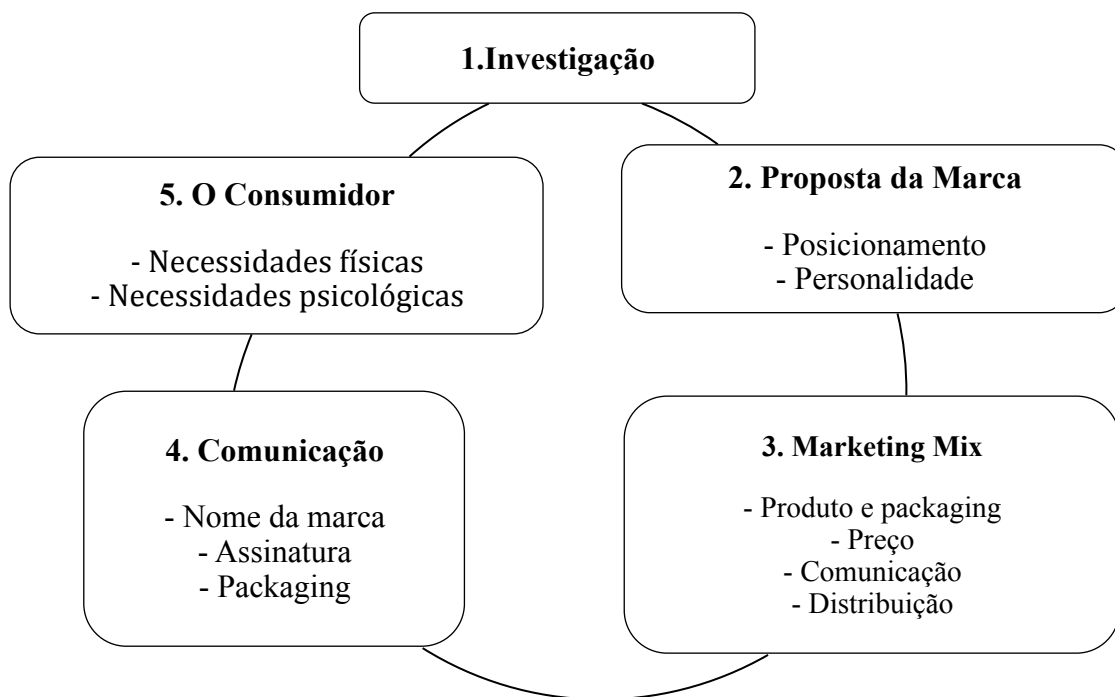 1.Investigação
2. Proposta da Marca
- Posicionamento
- Personalidade
3. Marketing Mix
- Produto e packaging
- Preço
- Comunicação
- Distribuição
4. Comunicação
- Nome da marca
- Assinatura
- Packaging
5. O Consumidor
- Necessidades físicas
- Necessidades psicológicas